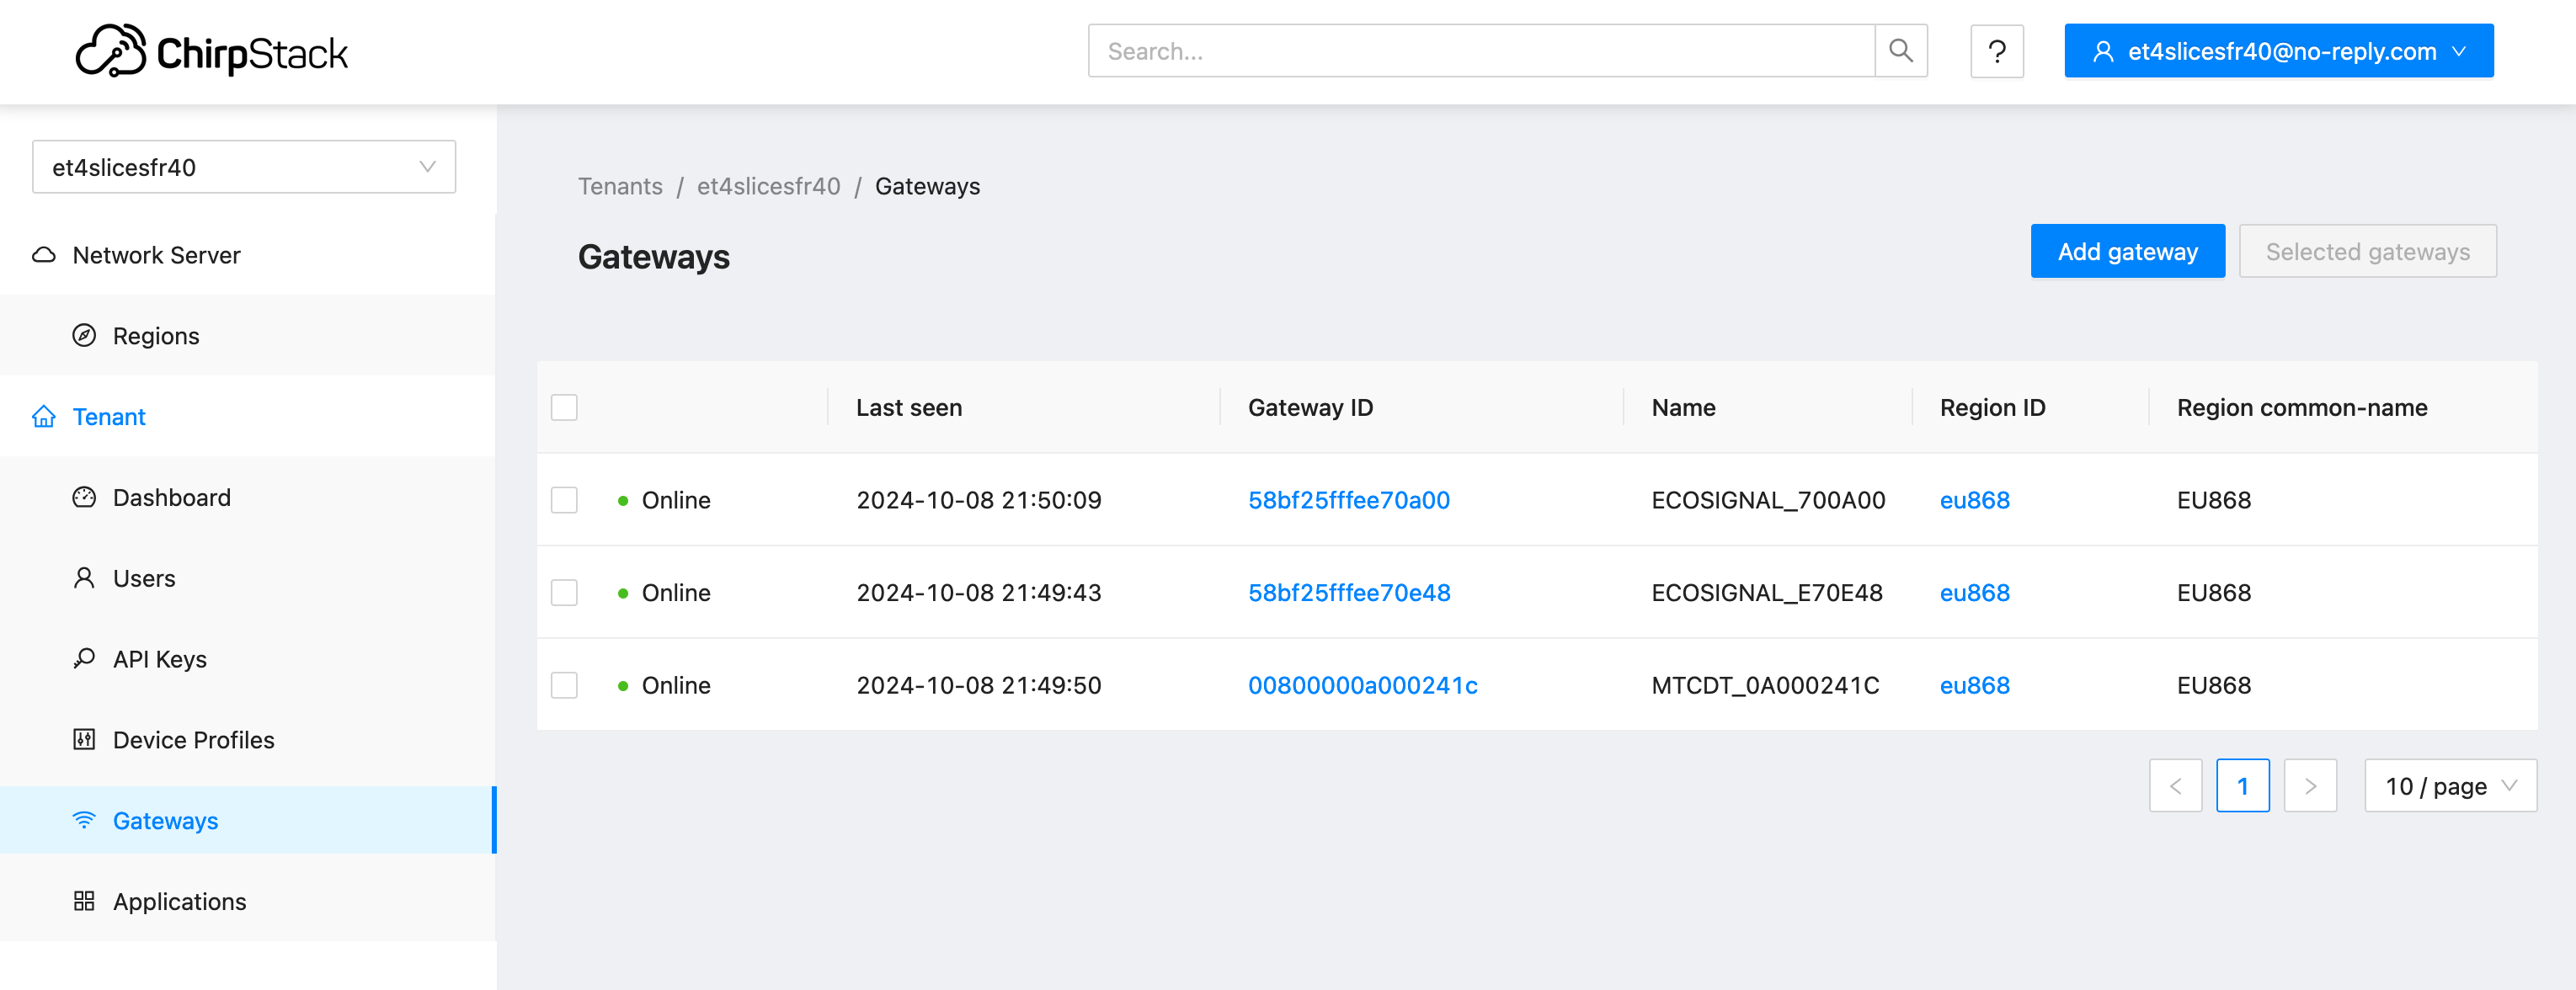 ChirpStack
Search...
?
et4slicesfr40@no-reply.com
et4slicesfr40
Network Server
Regions
Tenant
Dashboard
Users
API Keys
Device Profiles
Gateways
Applications
Tenants / et4slicesfr40 / Gateways
Gateways
Add gateway
Selected gateways
Last seen Gateway ID Name Region ID Region common-name
Online 2024-10-08 21:50:09 58bf25fffee70a00 ECOSIGNAL_700A00 eu868 EU868
Online 2024-10-08 21:49:43 58bf25fffee70e48 ECOSIGNAL_E70E48 eu868 EU868
Online 2024-10-08 21:49:50 00800000a000241c MTCDT_0A000241C eu868 EU868
< 1 > 10 / page